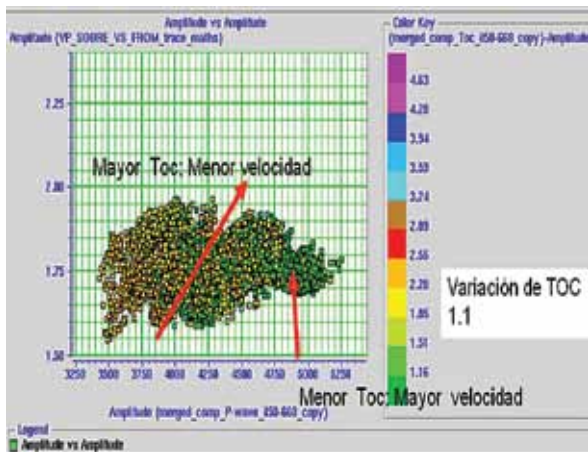 Amplitude vs Amplitude
Amplitude (VP_SOBRE_VS_FROM_trace_maths)
Color Key
(merged_comp_Toc_850-660_copy)-Amplitude
2.25
2.00
1.75
1.50
Mayor Toc: Menor velocidad
4.63
4.28
3.94
3.59
3.24
2.89
2.55
2.20
1.85
1.51
1.16
Variación de TOC
1.1
3250 3500 3750 4000 4250 4500 4750 5000 5250
Menor Toc: Mayor velocidad
Amplitude (merged_comp_P-wave_850-660_copy)
Legend
Amplitude vs Amplitude